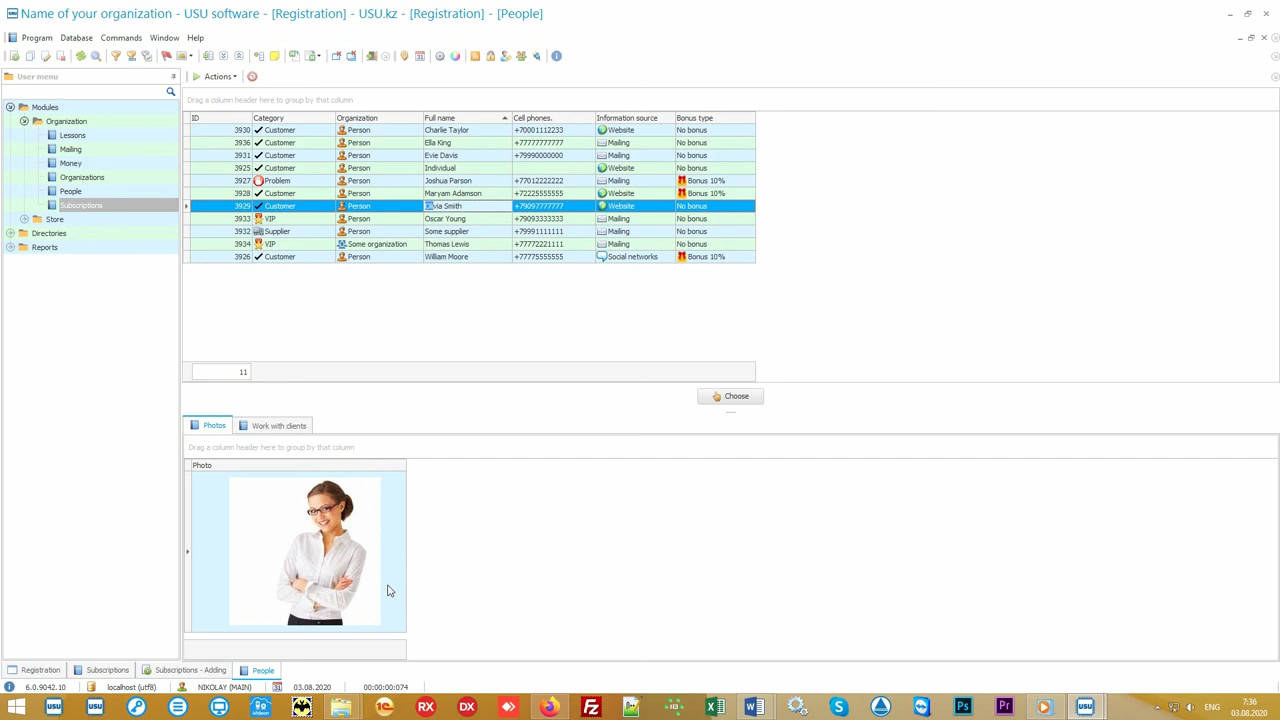 Name of your organization - USU software - [Registration] - USU.kz - [Registration] - [People]
Program Database Commands Window Help
User menu
Actions
Drag a column header here to group by that column
Modules
Organization
Lessons
Mailing
Money
Organizations
People
Subscriptions
Store
Directories
Reports
ID Category Organization Full name Cell phones. Information source Bonus type
3930 Customer Person Charlie Taylor +70001112233 Website No bonus
3936 Customer Person Ella King +77777777777 Mailing No bonus
3931 Customer Person Evie Davis +79990000000 Mailing No bonus
3925 Customer Person Individual Website No bonus
3927 Problem Person Joshua Parson +77012222222 Mailing Bonus 10%
3928 Customer Person Maryam Adamson +72225555555 Website Bonus 10%
3929 Customer Person via Smith +79097777777 Website No bonus
3933 VIP Person Oscar Young +79093333333 Mailing No bonus
3932 Supplier Person Some supplier +79991111111 Mailing No bonus
3934 VIP Some organization Thomas Lewis +77772221111 Mailing No bonus
3926 Customer Person William Moore +77775555555 Social networks Bonus 10%
11
Choose
Photos Work with clients
Drag a column header here to group by that column
Photo
Registration Subscriptions Subscriptions - Adding People
6.0.9042.10 localhost (utf8) NIKOLAY (MAIN) 03.08.2020 00:00:00:074
RX DX Ps Pr
ENG
7:36
03.08.2020